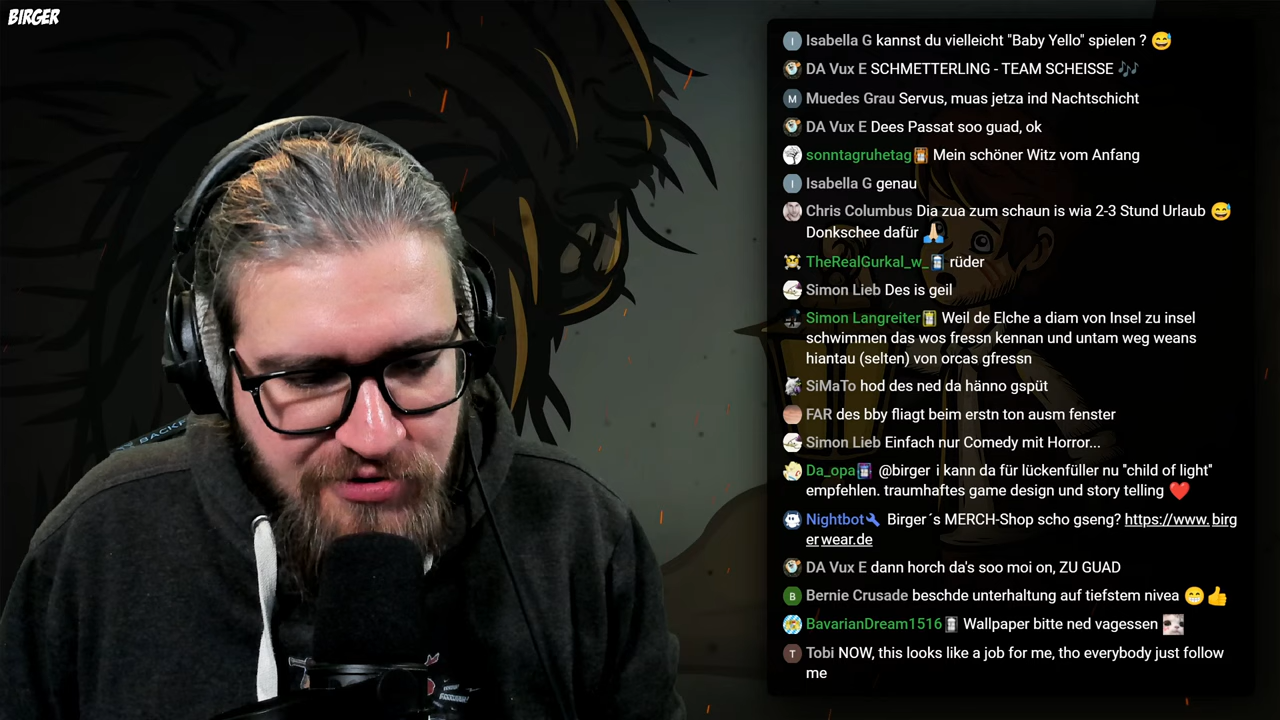 BIRGER
Isabella G kannst du vielleicht "Baby Yello" spielen ? 😅
DA Vux E SCHMETTERLING - TEAM SCHEISSE 🎶
Muedes Grau Servus, muas jetza ind Nachtschicht
DA Vux E Dees Passat soo guad, ok
sonntagruhetag Mein schöner Witz vom Anfang
Isabella G genau
Chris Columbus Dia zua zum schaun is wia 2-3 Stund Urlaub 😅
Donkschee dafür 🙏🏼
TheRealGurkal_w_ rüder
Simon Lieb Des is geil
Simon Langreiter Weil de Elche a diam von Insel zu insel
schwimmen das wos fressn kennan und untam weg weans
hiantau (selten) von orcas gfressn
SiMaTo hod des ned da hänno gspüt
FAR des bby fliagt beim erstn ton ausm fenster
Simon Lieb Einfach nur Comedy mit Horror...
Da_opa @birger i kann da für lückenfüller nu "child of light"
empfehlen. traumhaftes game design und story telling ❤️
Nightbot Birger´s MERCH-Shop scho gseng? https://www.birg
erwear.de
DA Vux E dann horch da's soo moi on, ZU GUAD
Bernie Crusade beschde unterhaltung auf tiefstem nivea 😁👍
BavarianDream1516 Wallpaper bitte ned vagessen
Tobi NOW, this looks like a job for me, tho everybody just follow
me